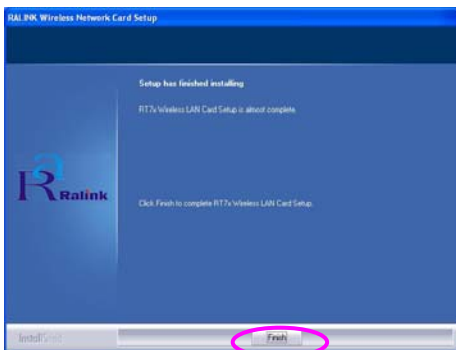 RALINK Wireless Network Card Setup
Setup has finished installing
RT7x Wireless LAN Card Setup is almost complete.
Ralink
Click Finish to complete RT7x Wireless LAN Card Setup.
Finish